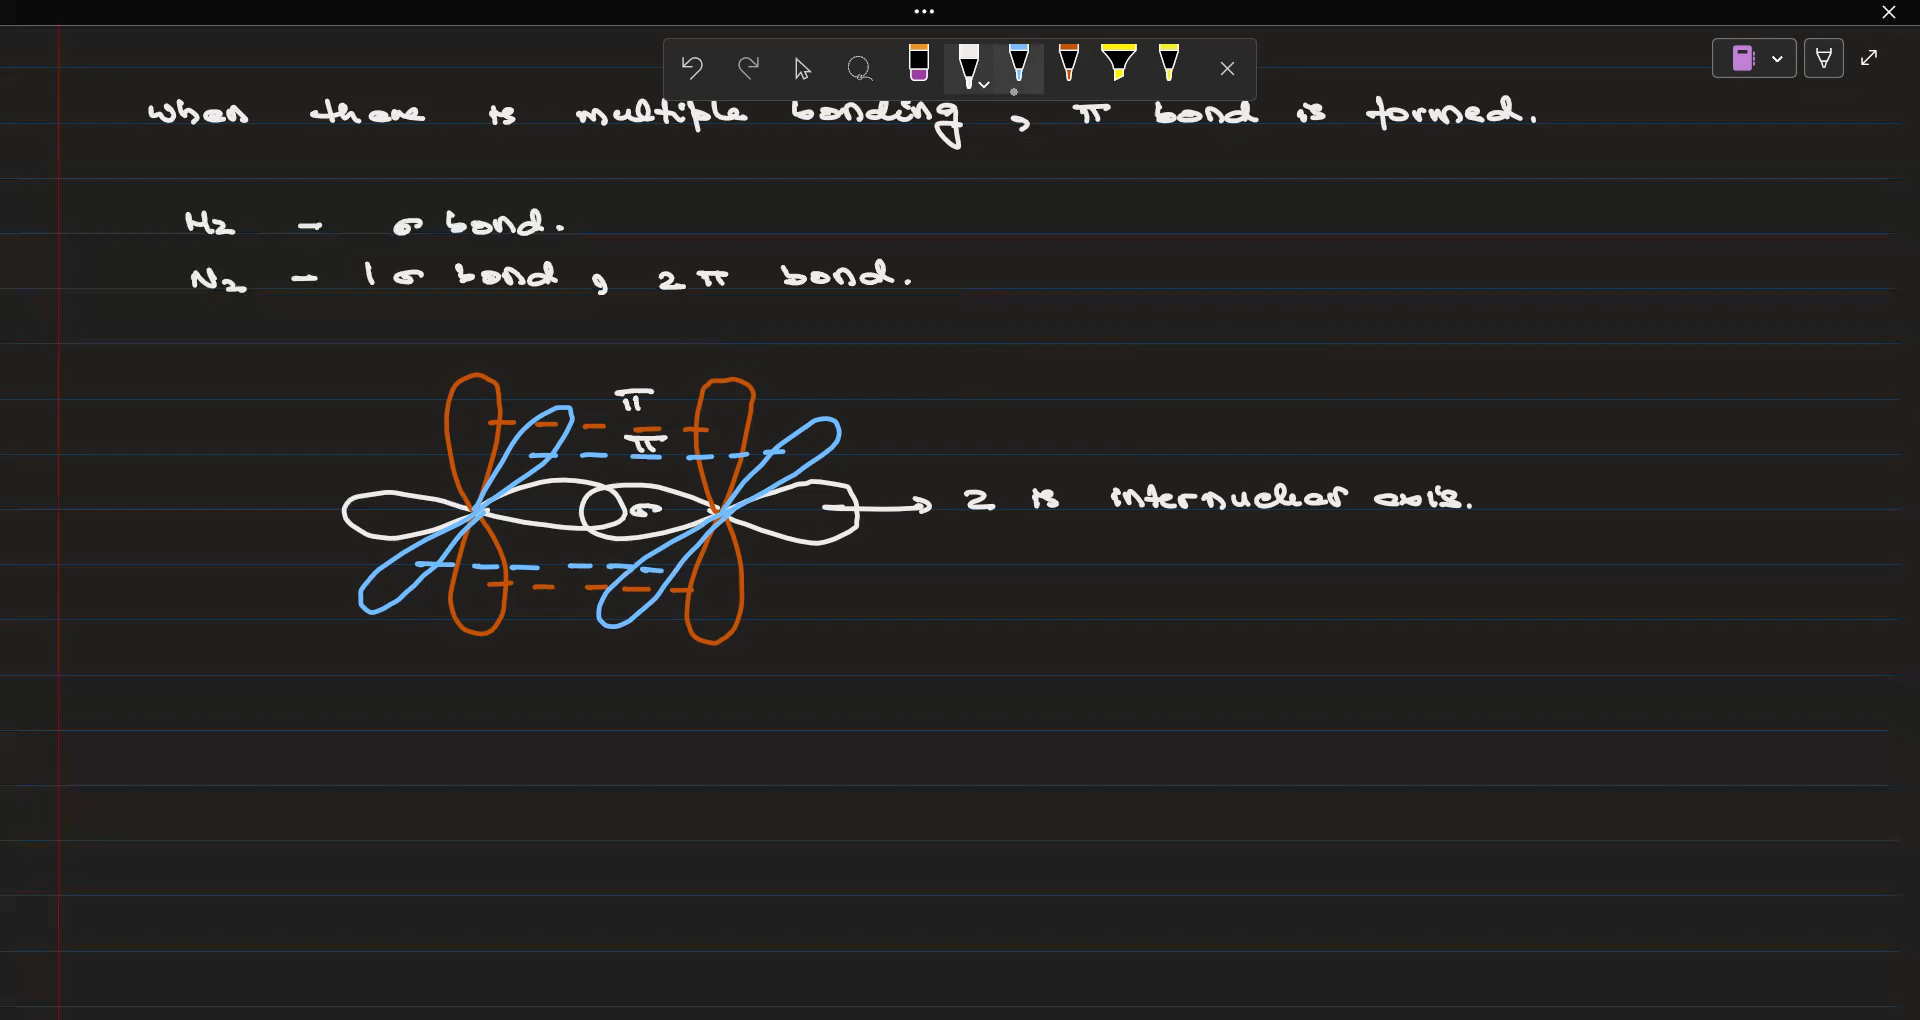 when there is multiple bonding, π bond is formed.
H2 - σ bond.
N2 - 1 σ bond, 2 π bond.
π
π
σ
z is internuclear axis.